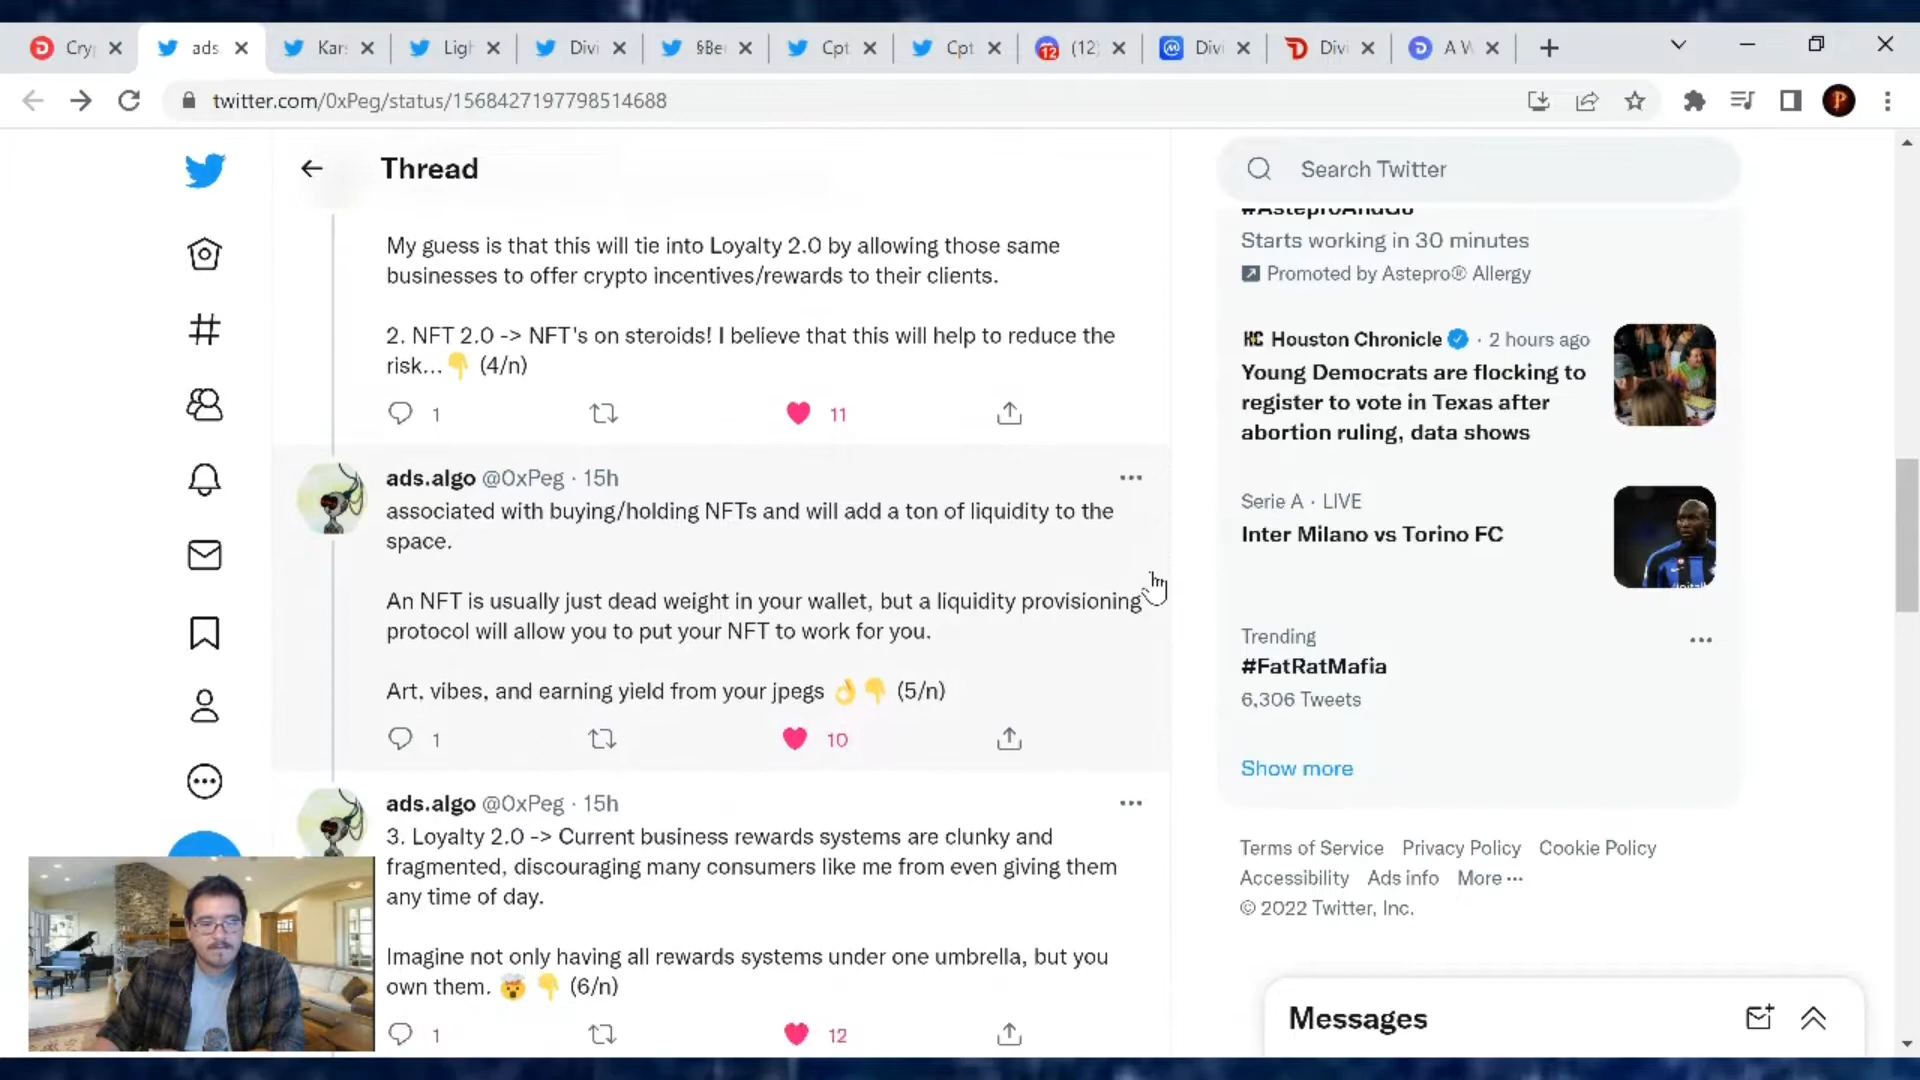 Cry
ads
Kar
Ligh
Divi
§Be
Cpt
Cpt
12
(12
Divi
Divi
A V
twitter.com/0xPeg/status/1568427197798514688
P
Thread
Search Twitter
#AsteproAndGo
Starts working in 30 minutes
Promoted by Astepro® Allergy
My guess is that this will tie into Loyalty 2.0 by allowing those same
businesses to offer crypto incentives/rewards to their clients.
2. NFT 2.0 -> NFT's on steroids! I believe that this will help to reduce the
risk...👇 (4/n)
1
11
Houston Chronicle · 2 hours ago
Young Democrats are flocking to
register to vote in Texas after
abortion ruling, data shows
ads.algo @0xPeg · 15h
associated with buying/holding NFTs and will add a ton of liquidity to the
space.
An NFT is usually just dead weight in your wallet, but a liquidity provisioning
protocol will allow you to put your NFT to work for you.
Art, vibes, and earning yield from your jpegs 👌👇 (5/n)
1
10
Serie A · LIVE
Inter Milano vs Torino FC
Trending
#FatRatMafia
6,306 Tweets
Show more
ads.algo @0xPeg · 15h
3. Loyalty 2.0 -> Current business rewards systems are clunky and
fragmented, discouraging many consumers like me from even giving them
any time of day.
Imagine not only having all rewards systems under one umbrella, but you
own them. 🤯 👇 (6/n)
1
12
Terms of Service Privacy Policy Cookie Policy
Accessibility Ads info More ···
© 2022 Twitter, Inc.
Messages